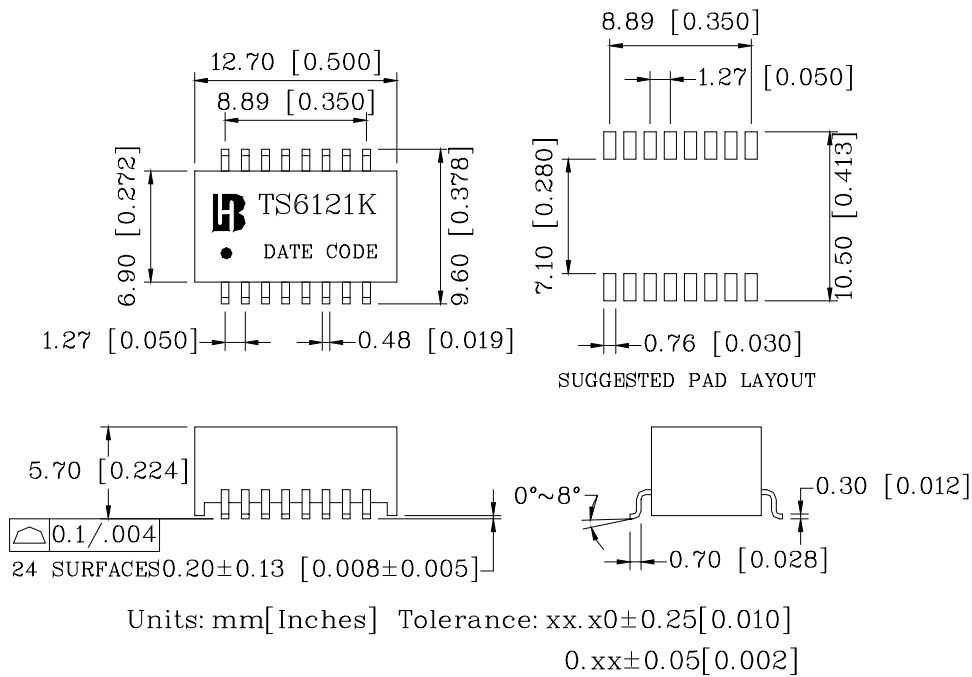 12.70 [0.500]
8.89 [0.350]
6.90 [0.272]
TS6121K
DATE CODE
9.60 [0.378]
1.27 [0.050]
0.48 [0.019]
8.89 [0.350]
1.27 [0.050]
7.10 [0.280]
10.50 [0.413]
0.76 [0.030]
SUGGESTED PAD LAYOUT
5.70 [0.224]
0.1/.004
24 SURFACES
0.20±0.13 [0.008±0.005]
0°~8°
0.30 [0.012]
0.70 [0.028]
Units: mm[Inches] Tolerance: xx.x0±0.25[0.010]
0.xx±0.05[0.002]